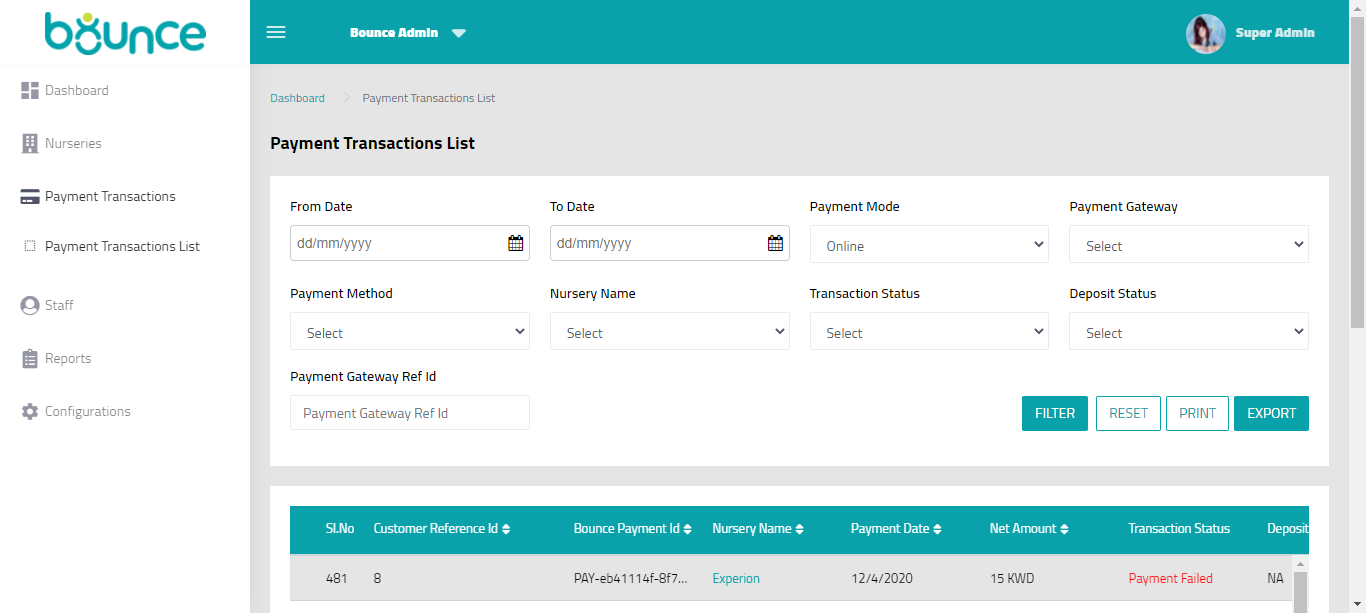 bounce
Bounce Admin
Super Admin
Dashboard
Nurseries
Payment Transactions
Payment Transactions List
Staff
Reports
Configurations
Dashboard Payment Transactions List
Payment Transactions List
From Date To Date Payment Mode Payment Gateway
dd/mm/yyyy dd/mm/yyyy Online Select
Payment Method Nursery Name Transaction Status Deposit Status
Select Select Select Select
Payment Gateway Ref Id
Payment Gateway Ref Id FILTER RESET PRINT EXPORT
Sl.No Customer Reference Id Bounce Payment Id Nursery Name Payment Date Net Amount Transaction Status Deposit
481 8 PAY-eb41114f-8f7... Experion 12/4/2020 15 KWD Payment Failed NA